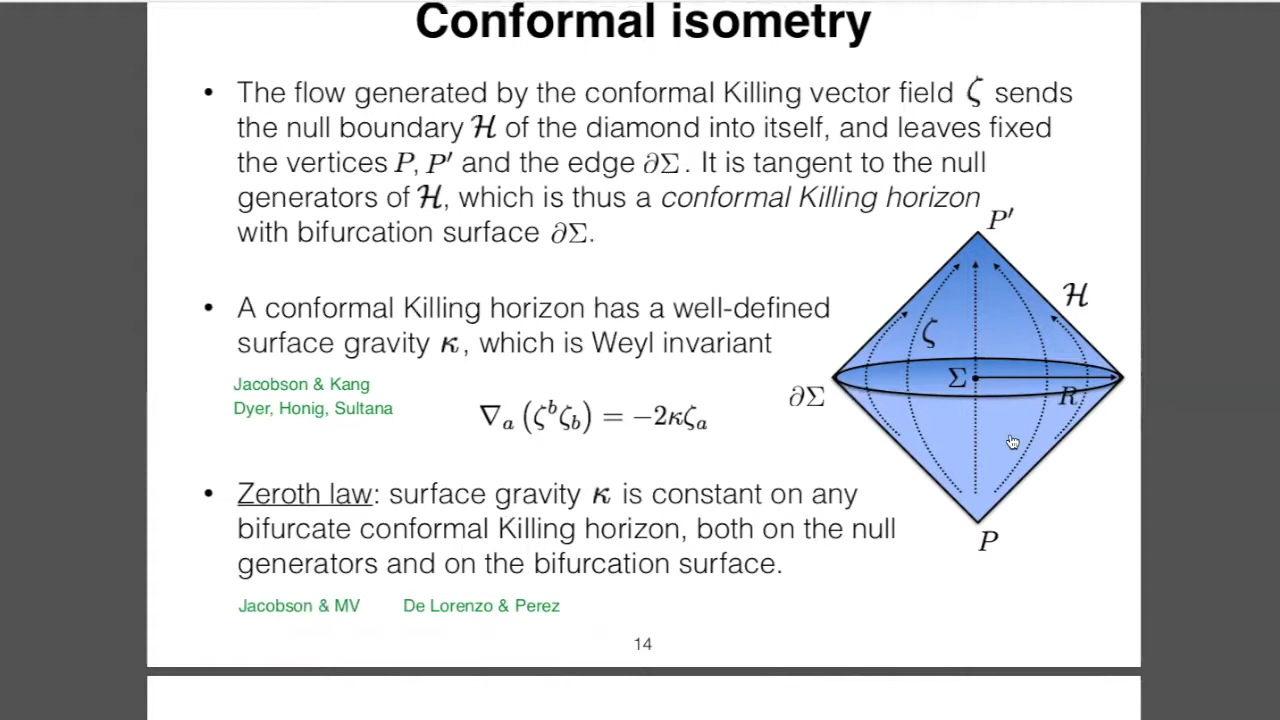 Conformal isometry
• The flow generated by the conformal Killing vector field ζ sends
the null boundary ℋ of the diamond into itself, and leaves fixed
the vertices P, P′ and the edge ∂Σ. It is tangent to the null
generators of ℋ, which is thus a conformal Killing horizon
with bifurcation surface ∂Σ.
• A conformal Killing horizon has a well-defined
surface gravity κ, which is Weyl invariant
Jacobson & Kang
Dyer, Honig, Sultana
∇ₐ (ζᵇζ_b) = −2κζₐ
• Zeroth law: surface gravity κ is constant on any
bifurcate conformal Killing horizon, both on the null
generators and on the bifurcation surface.
Jacobson & MV De Lorenzo & Perez
P′
ℋ
ζ
Σ
R
∂Σ
P
14